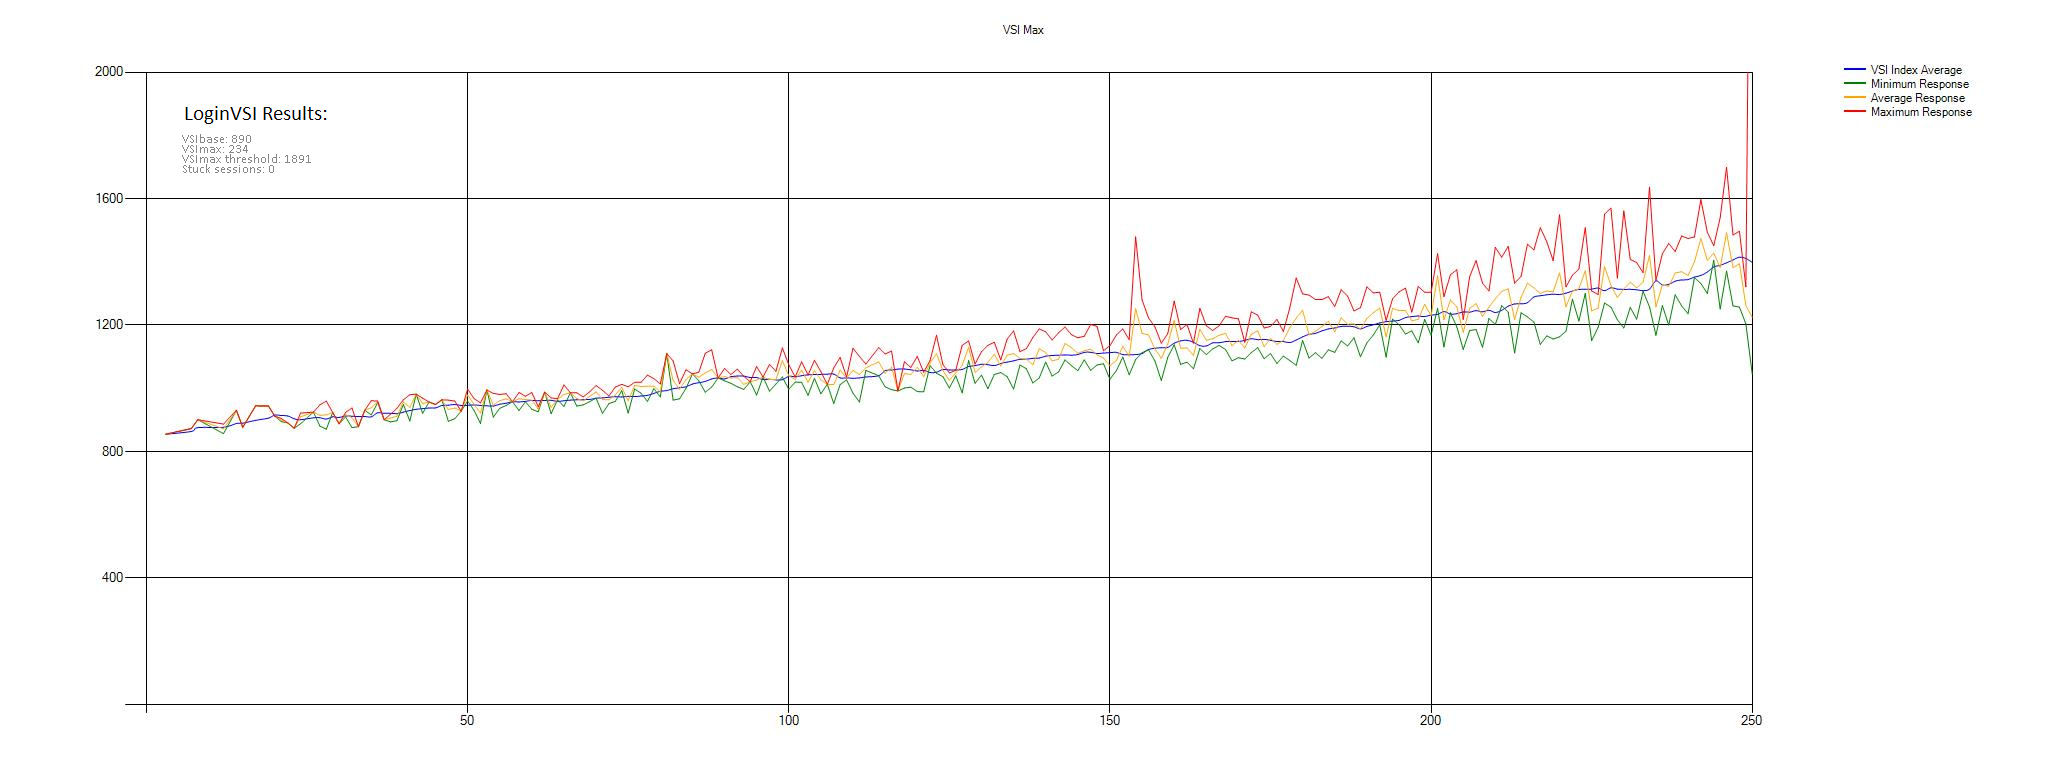 VSI Max
2000
1600
1200
800
400
LoginVSI Results:
VSIbase: 890
VSImax: 234
VSImax threshold: 1891
Stuck sessions: 0
50
100
150
200
250
VSI Index Average
Minimum Response
Average Response
Maximum Response